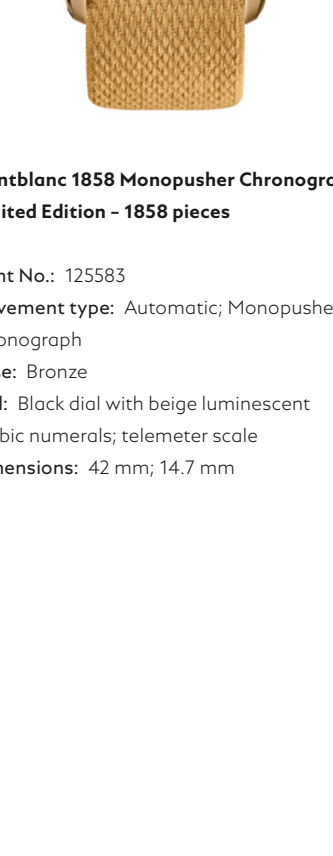 ntblanc 1858 Monopusher Chronogra
ited Edition – 1858 pieces
nt No.: 125583
vement type: Automatic; Monopushe
onograph
e: Bronze
l: Black dial with beige luminescent
bic numerals; telemeter scale
ensions: 42 mm; 14.7 mm